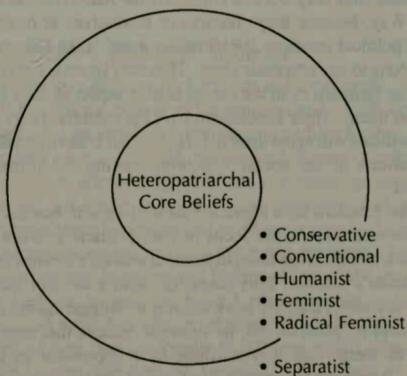 Heteropatriarchal
Core Beliefs
• Conservative
• Conventional
• Humanist
• Feminist
• Radical Feminist
• Separatist